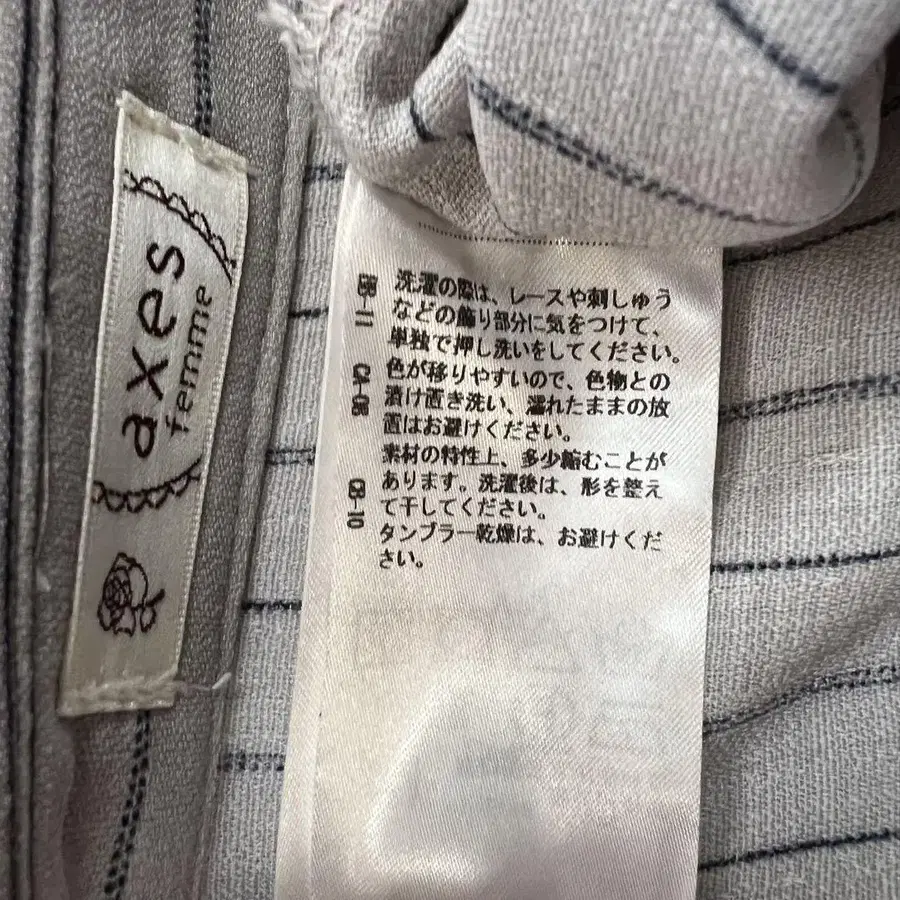 axes
femme
洗濯の際は、レースや刺しゅう
などの飾り部分に気をつけて、
単独で押し洗いをしてください。
色が移りやすいので、色物との
漬け置き洗い、濡れたままの放
置はお避けください。
素材の特性上、多少縮むことが
あります。洗濯後は、形を整え
て干してください。
タンブラー乾燥は、お避けくだ
さい。